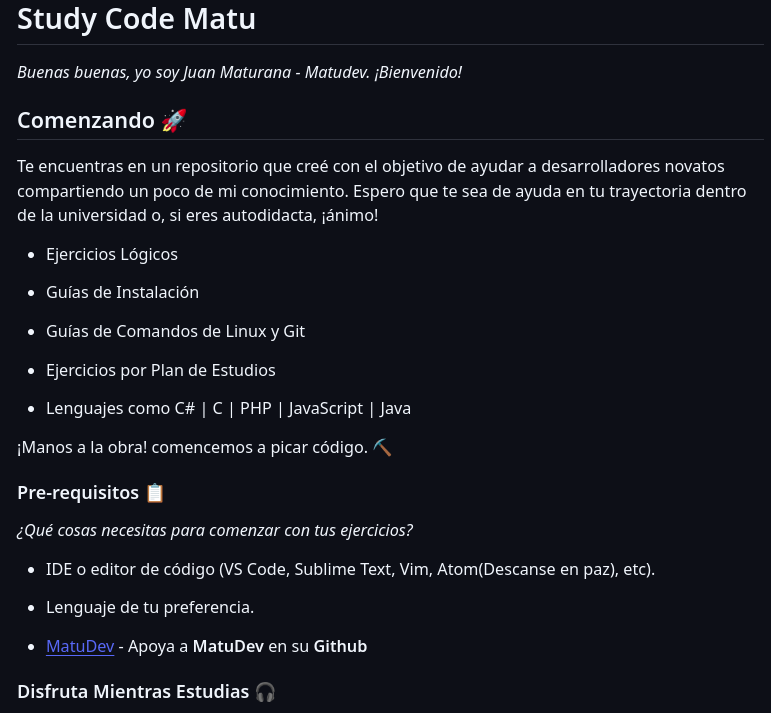 Study Code Matu
Buenas buenas, yo soy Juan Maturana - Matudev. ¡Bienvenido!
Comenzando 🚀
Te encuentras en un repositorio que creé con el objetivo de ayudar a desarrolladores novatos
compartiendo un poco de mi conocimiento. Espero que te sea de ayuda en tu trayectoria dentro
de la universidad o, si eres autodidacta, ¡ánimo!
• Ejercicios Lógicos
• Guías de Instalación
• Guías de Comandos de Linux y Git
• Ejercicios por Plan de Estudios
• Lenguajes como C# | C | PHP | JavaScript | Java
¡Manos a la obra! comencemos a picar código. ⛏️
Pre-requisitos 📋
¿Qué cosas necesitas para comenzar con tus ejercicios?
• IDE o editor de código (VS Code, Sublime Text, Vim, Atom(Descanse en paz), etc).
• Lenguaje de tu preferencia.
• MatuDev - Apoya a MatuDev en su Github
Disfruta Mientras Estudias 🎧